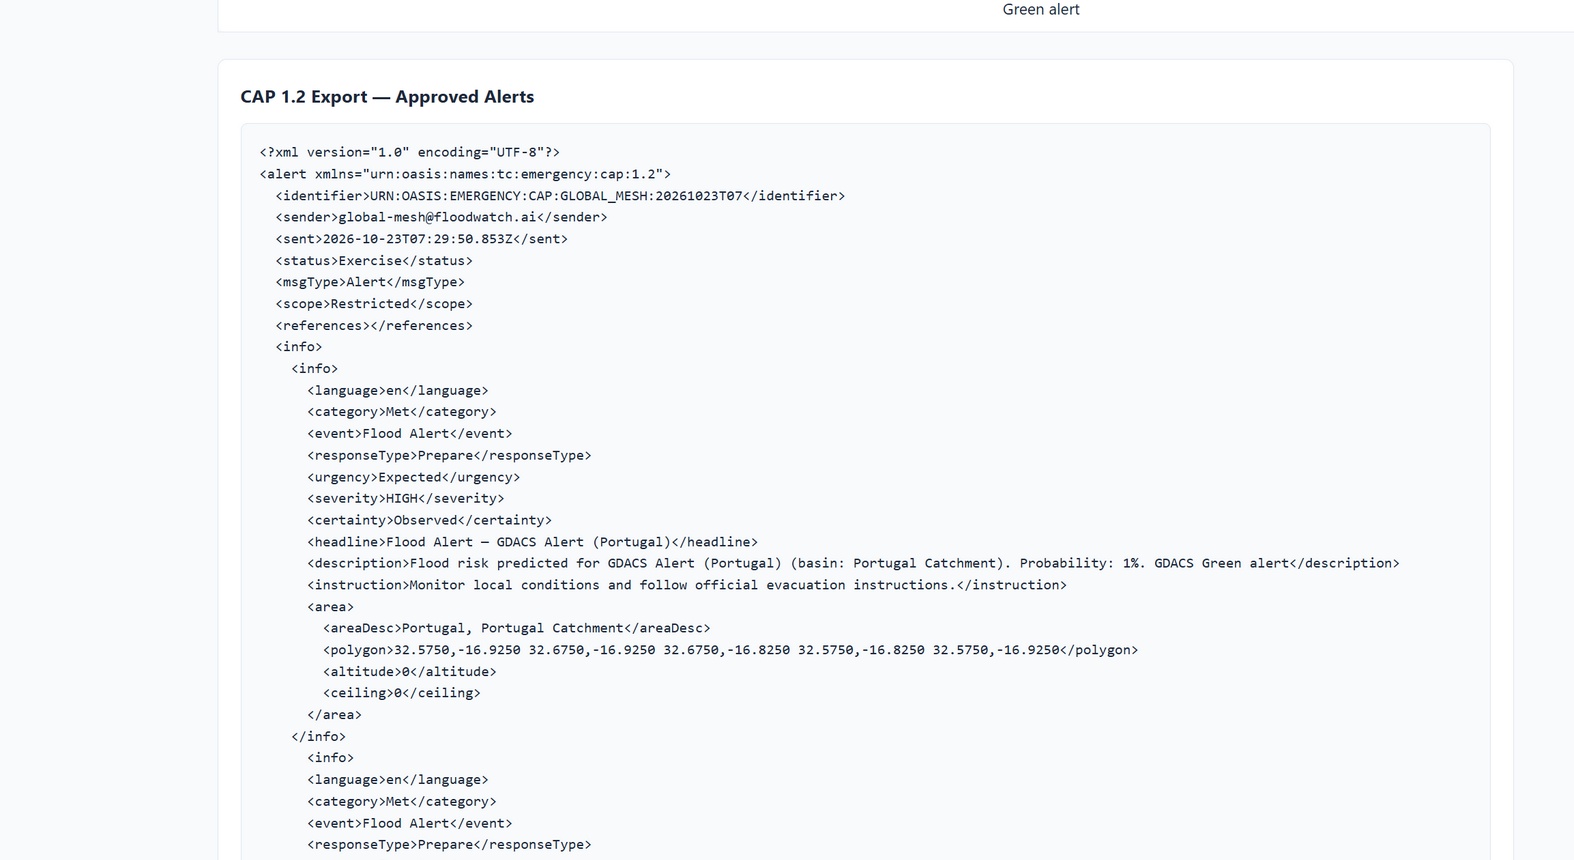 Green alert
CAP 1.2 Export — Approved Alerts
<?xml version="1.0" encoding="UTF-8"?>
<alert xmlns="urn:oasis:names:tc:emergency:cap:1.2">
  <identifier>URN:OASIS:EMERGENCY:CAP:GLOBAL_MESH:20261023T07</identifier>
  <sender>global-mesh@floodwatch.ai</sender>
  <sent>2026-10-23T07:29:50.853Z</sent>
  <status>Exercise</status>
  <msgType>Alert</msgType>
  <scope>Restricted</scope>
  <references></references>
  <info>
    <info>
      <language>en</language>
      <category>Met</category>
      <event>Flood Alert</event>
      <responseType>Prepare</responseType>
      <urgency>Expected</urgency>
      <severity>HIGH</severity>
      <certainty>Observed</certainty>
      <headline>Flood Alert — GDACS Alert (Portugal)</headline>
      <description>Flood risk predicted for GDACS Alert (Portugal) (basin: Portugal Catchment). Probability: 1%. GDACS Green alert</description>
      <instruction>Monitor local conditions and follow official evacuation instructions.</instruction>
      <area>
        <areaDesc>Portugal, Portugal Catchment</areaDesc>
        <polygon>32.5750,-16.9250 32.6750,-16.9250 32.6750,-16.8250 32.5750,-16.8250 32.5750,-16.9250</polygon>
        <altitude>0</altitude>
        <ceiling>0</ceiling>
      </area>
    </info>
      <info>
      <language>en</language>
      <category>Met</category>
      <event>Flood Alert</event>
      <responseType>Prepare</responseType>